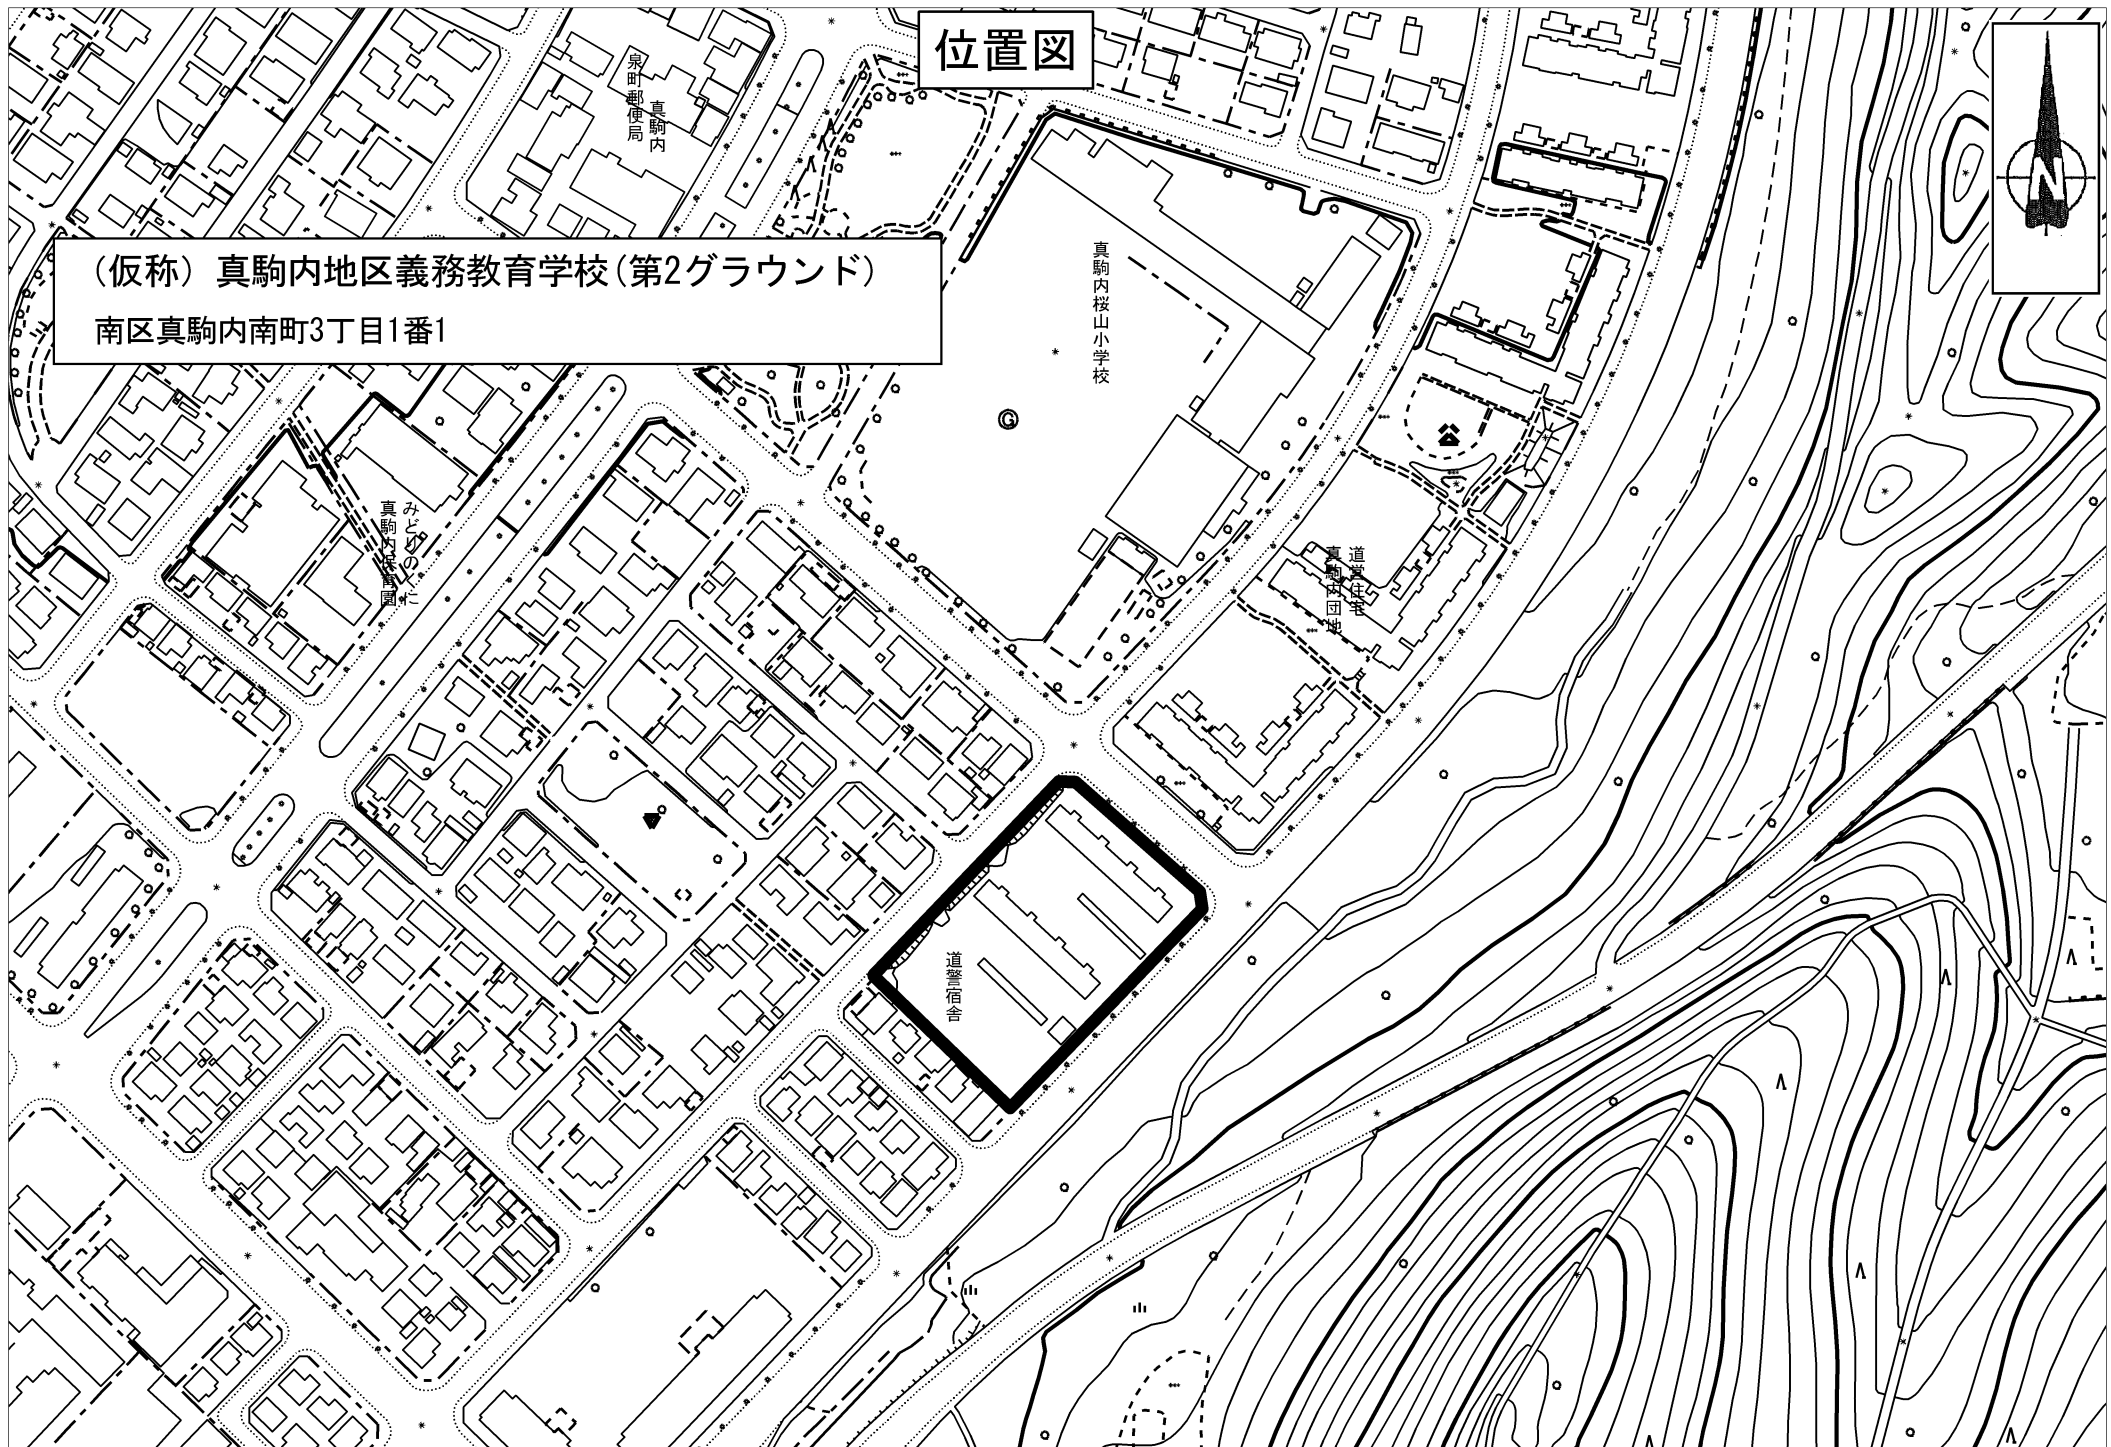 位置図
N
(仮称) 真駒内地区義務教育学校(第2グラウンド)
南区真駒内南町3丁目1番1
真駒内
泉町郵便局
真駒内桜山小学校
G
みどりのくに
真駒内保育園
道営住宅
真駒内団地
道警宿舎